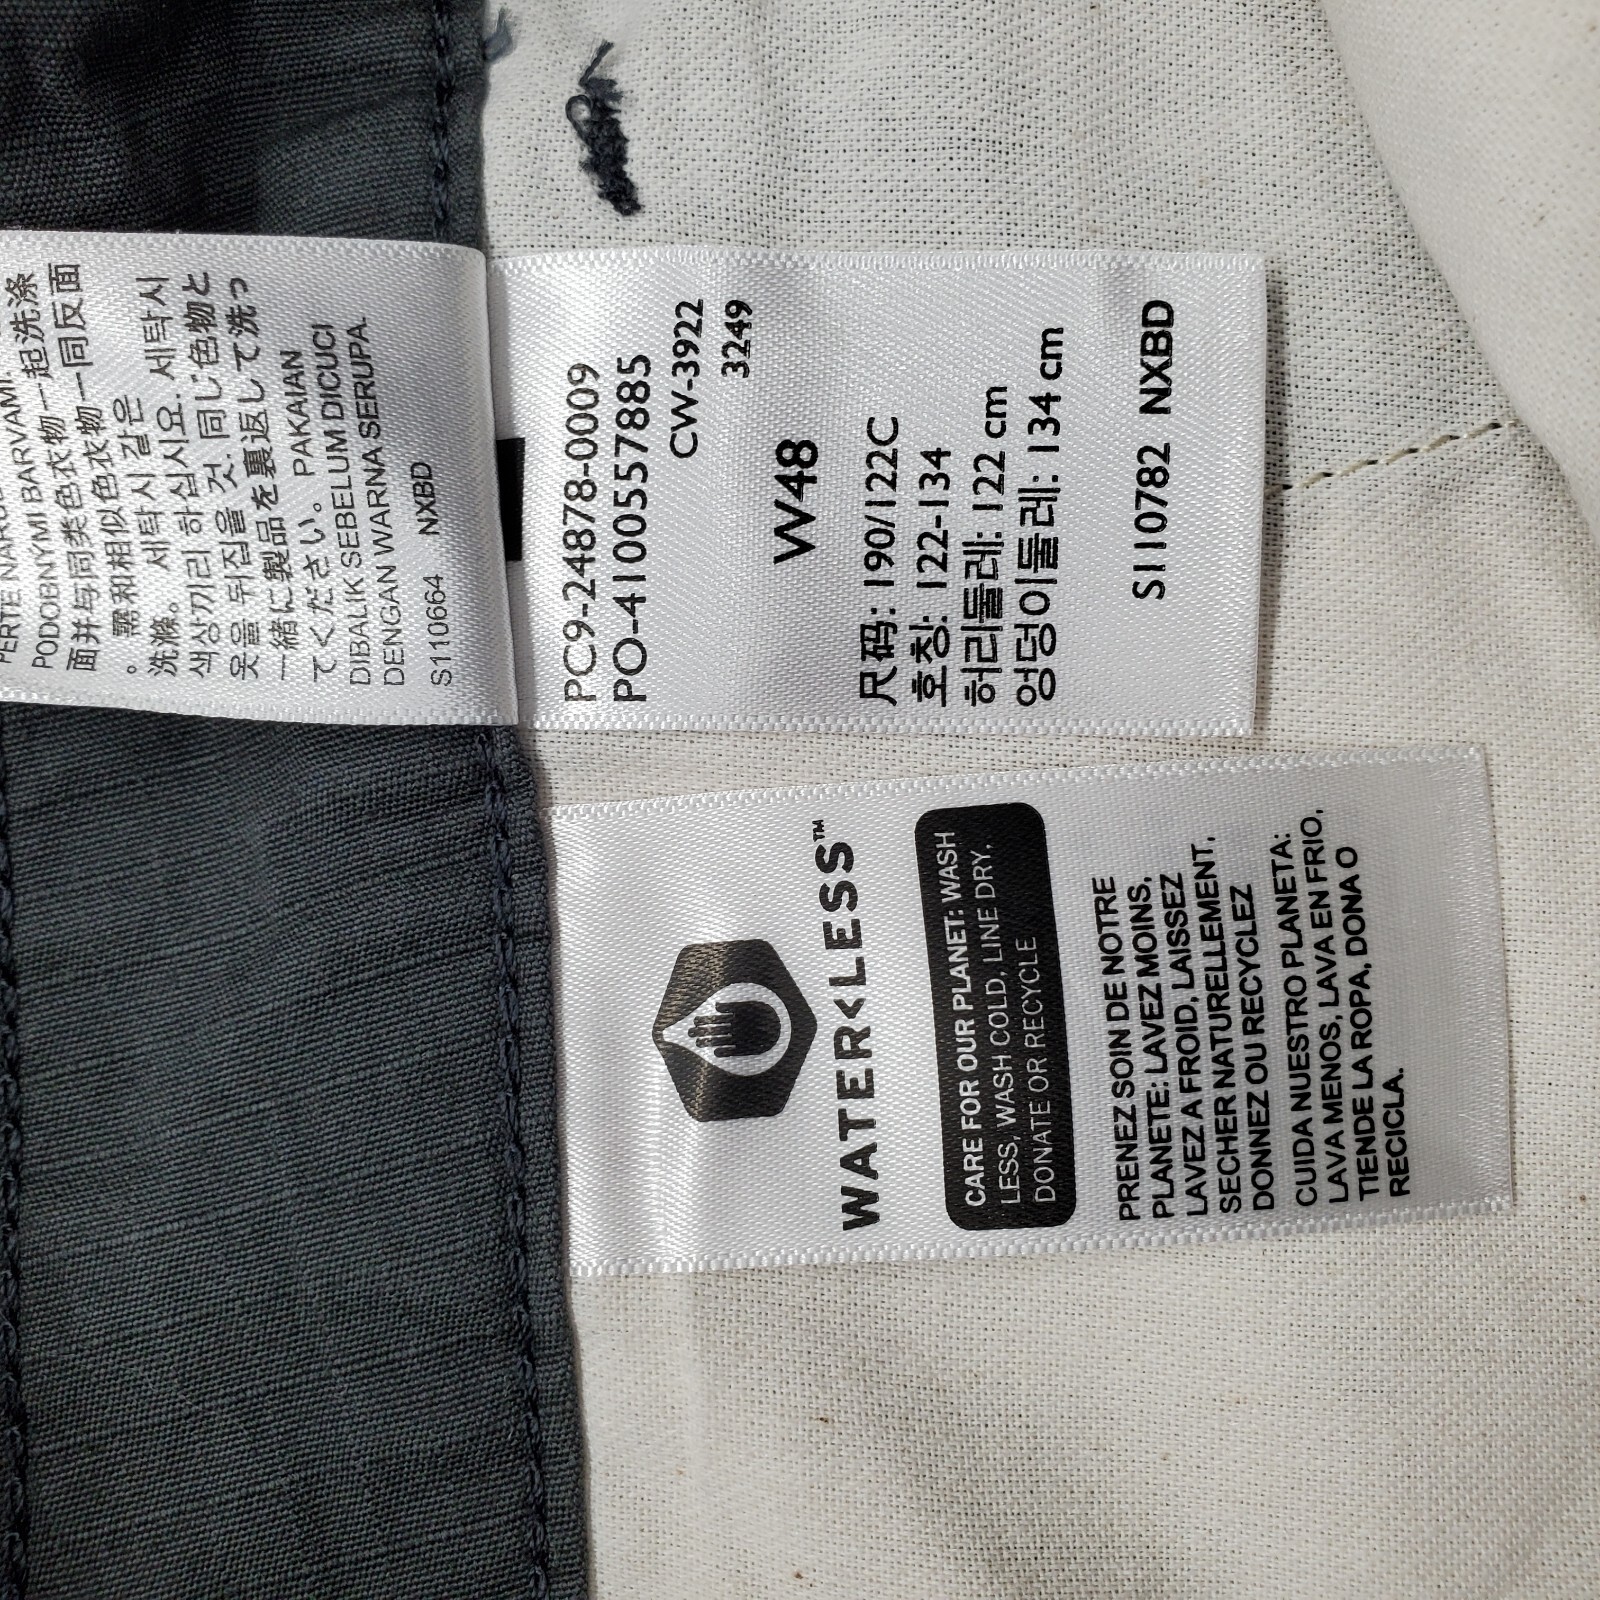 PODOBNYMI BARVAMI.
面并与同类色衣物一起洗涤
。 需和相似色衣物一同反面
洗滌。 세탁시 같은
색상끼리 하십시요. 세탁시
옷을 뒤집을 것. 同じ色物と
一緒に製品を裏返して洗っ
てください。 PAKAIAN
DIBALIK SEBELUM DICUCI
DENGAN WARNA SERUPA.
S110664 NXBD
PC9-24878-0009
PO-4100557885
CW-3922
3249
W48
尺码: 190/122C
호칭: 122-134
허리둘레: 122 cm
엉덩이둘레: 134 cm
S110782 NXBD
WATER<LESS™
CARE FOR OUR PLANET: WASH
LESS, WASH COLD, LINE DRY,
DONATE OR RECYCLE
PRENEZ SOIN DE NOTRE
PLANETE: LAVEZ MOINS,
LAVEZ A FROID, LAISSEZ
SECHER NATURELLEMENT,
DONNEZ OU RECYCLEZ
CUIDA NUESTRO PLANETA:
LAVA MENOS, LAVA EN FRIO,
TIENDE LA ROPA, DONA O
RECICLA.